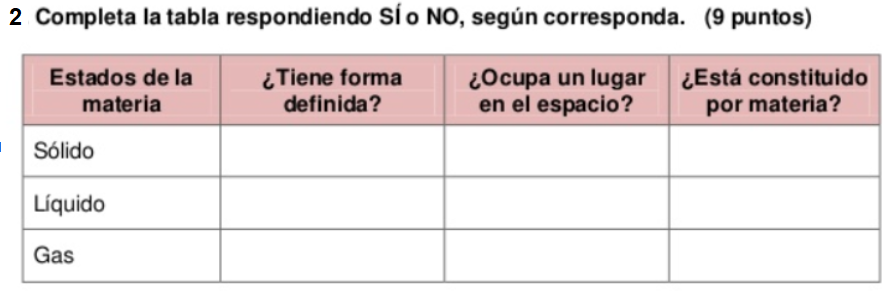 2 Completa la tabla respondiendo SÍ o NO, según corresponda. (9 puntos)
Estados de la materia ¿Tiene forma definida? ¿Ocupa un lugar en el espacio? ¿Está constituido por materia?
Sólido
Líquido
Gas